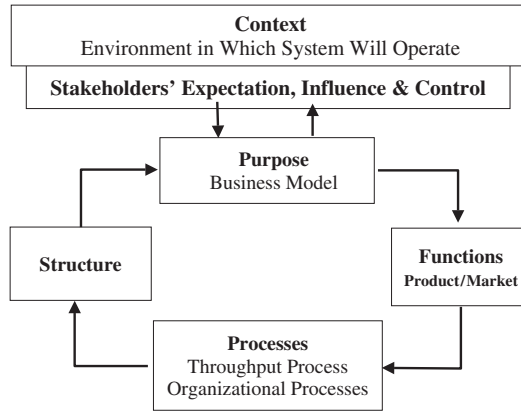 Context
Environment in Which System Will Operate
Stakeholders' Expectation, Influence & Control
Purpose
Business Model
Structure
Functions
Product/Market
Processes
Throughput Process
Organizational Processes